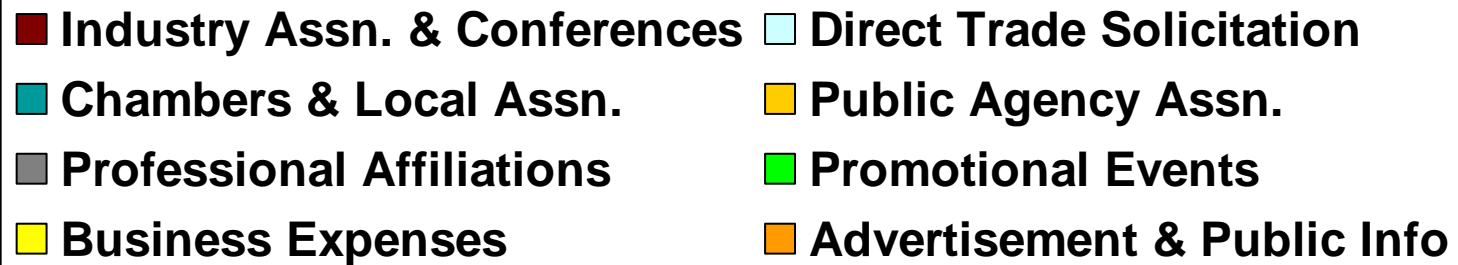 Industry Assn. & Conferences Direct Trade Solicitation
Chambers & Local Assn. Public Agency Assn.
Professional Affiliations Promotional Events
Business Expenses Advertisement & Public Info